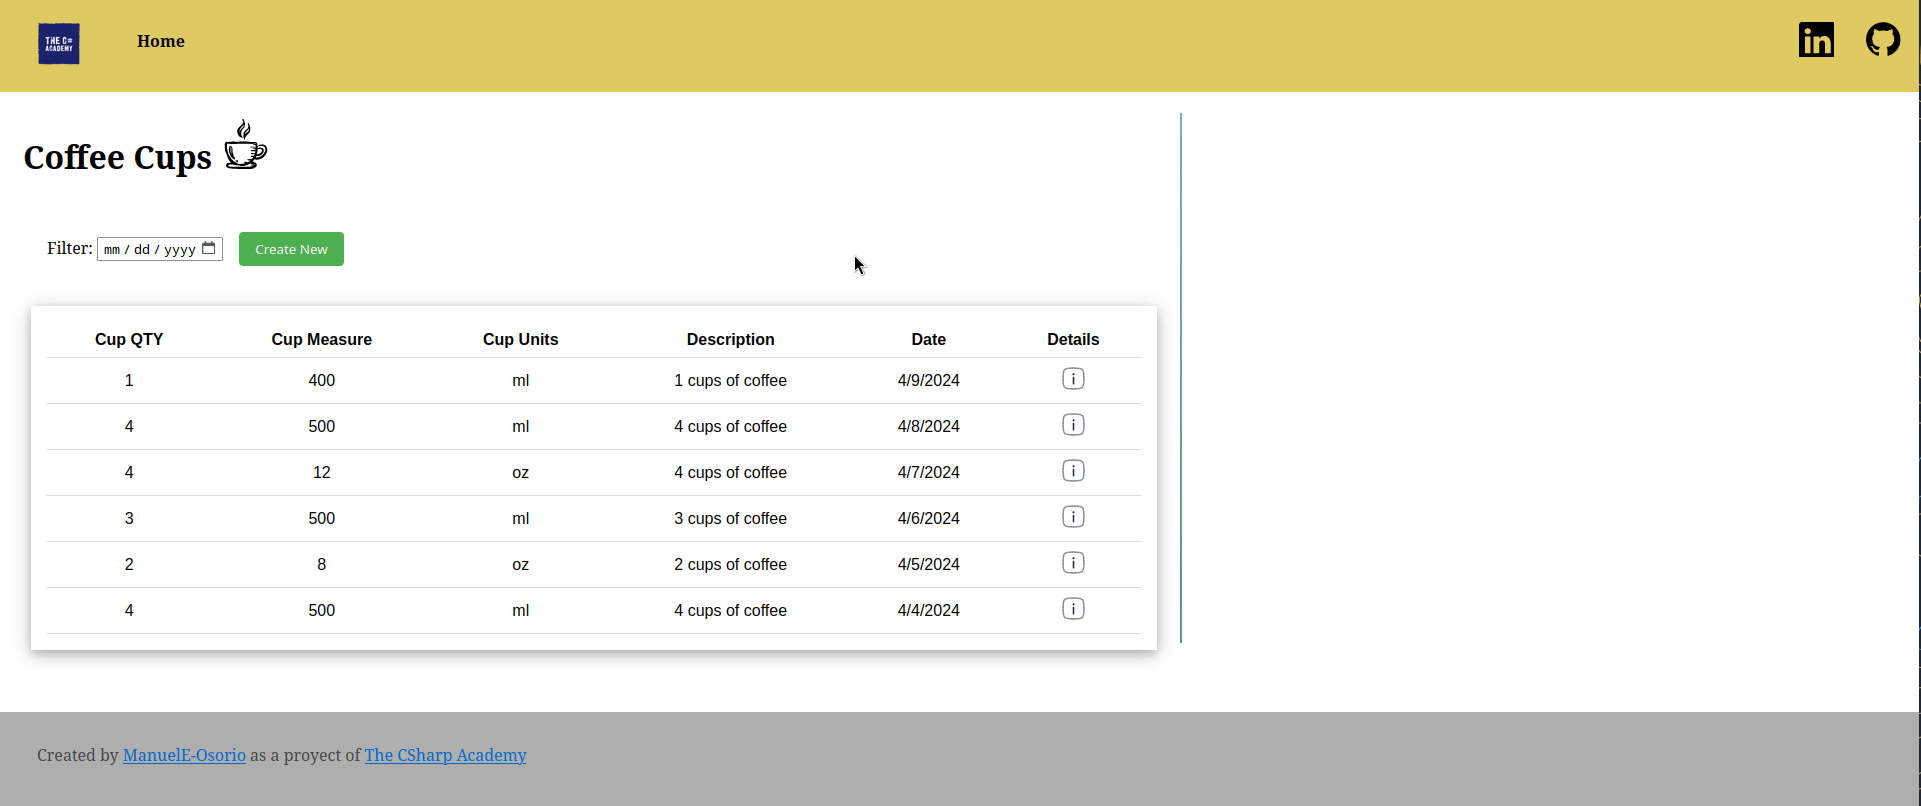 THE C#
ACADEMY
Home
in
Coffee Cups
Filter: mm / dd / yyyy Create New
Cup QTY Cup Measure Cup Units Description Date Details
1 400 ml 1 cups of coffee 4/9/2024 i
4 500 ml 4 cups of coffee 4/8/2024 i
4 12 oz 4 cups of coffee 4/7/2024 i
3 500 ml 3 cups of coffee 4/6/2024 i
2 8 oz 2 cups of coffee 4/5/2024 i
4 500 ml 4 cups of coffee 4/4/2024 i
Created by ManuelE-Osorio as a proyect of The CSharp Academy